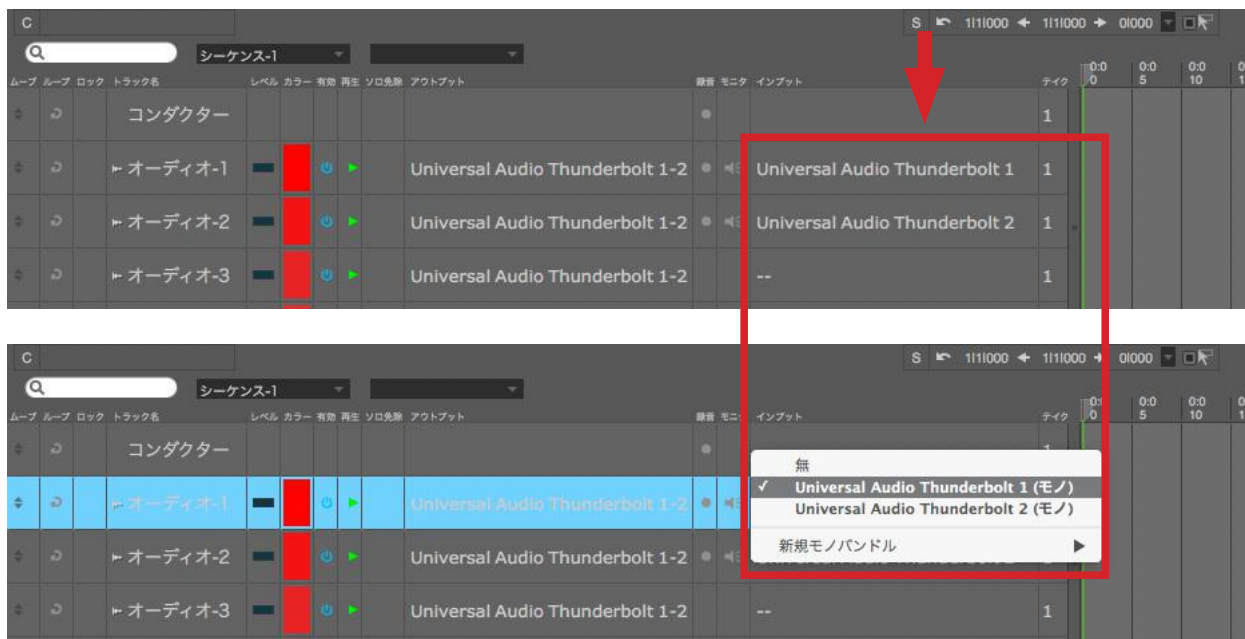 C S 1|1|000 1|1|000 0|000
シーケンス-1
ムーブ ループ ロック トラック名 レベル カラー 有効 再生 ソロ免除 アウトプット 録音 モニタ インプット テイク 0:0 0:0 0:0
0 5 10
コンダクター 1
オーディオ-1 Universal Audio Thunderbolt 1-2 Universal Audio Thunderbolt 1 1
オーディオ-2 Universal Audio Thunderbolt 1-2 Universal Audio Thunderbolt 2 1
オーディオ-3 Universal Audio Thunderbolt 1-2 -- 1
C S 1|1|000 1|1|000 0|000
シーケンス-1
ムーブ ループ ロック トラック名 レベル カラー 有効 再生 ソロ免除 アウトプット 録音 モニタ インプット テイク 0:0 0:0
0 5 10
コンダクター
無
オーディオ-1 Universal Audio Thunderbolt 1-2 ✓ Universal Audio Thunderbolt 1 (モノ)
Universal Audio Thunderbolt 2 (モノ)
新規モノバンドル
オーディオ-2 Universal Audio Thunderbolt 1-2
オーディオ-3 Universal Audio Thunderbolt 1-2 -- 1